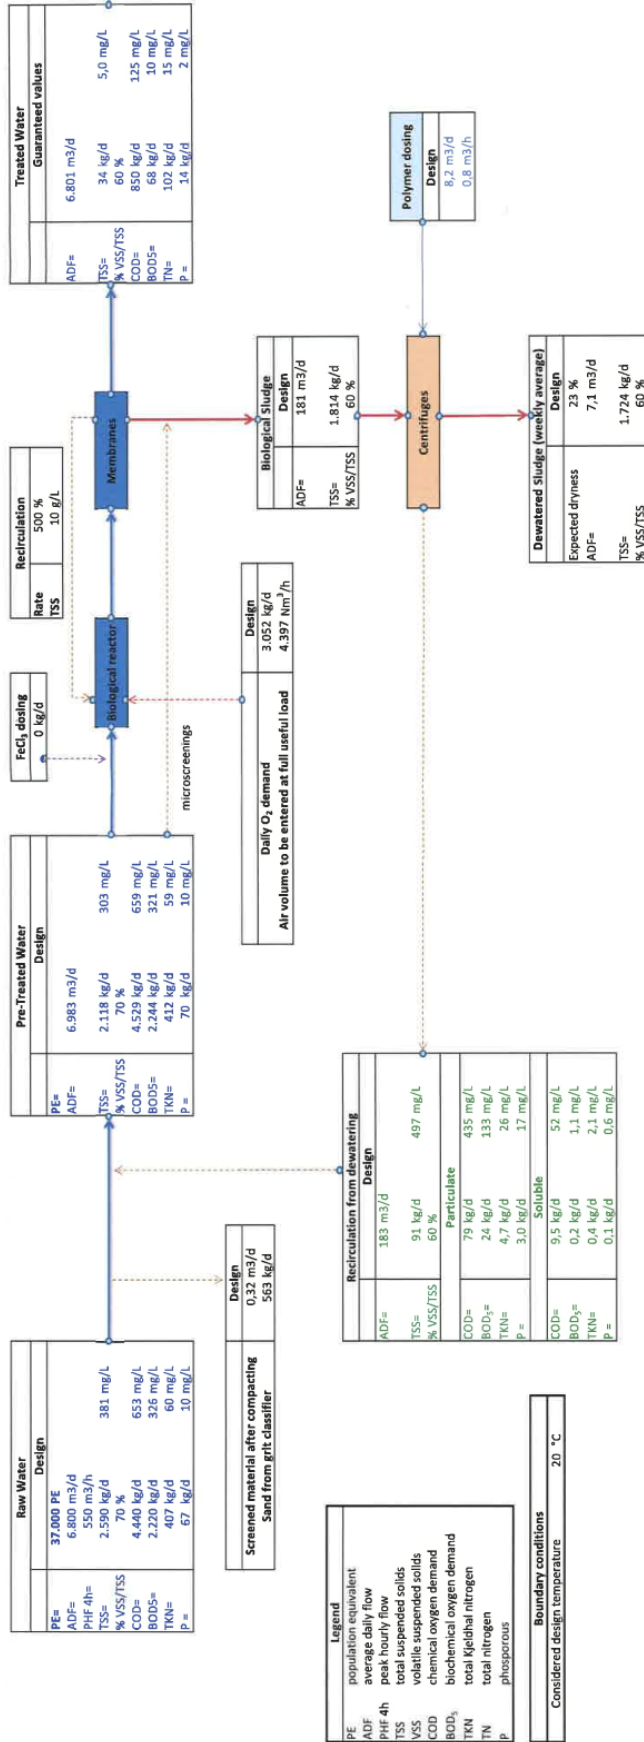 Raw Water
Design
PE= 37.000 PE
ADF= 6.800 m3/d
PHF 4h= 550 m3/h
TSS= 2.590 kg/d 381 mg/L
% VSS/TSS 70 %
COD= 4.440 kg/d 653 mg/L
BOD5= 2.220 kg/d 326 mg/L
TKN= 407 kg/d 60 mg/L
P = 67 kg/d 10 mg/L
Pre-Treated Water
Design
PE=
ADF= 6.983 m3/d
TSS= 2.118 kg/d 303 mg/L
% VSS/TSS 70 %
COD= 4.529 kg/d 659 mg/L
BOD5= 2.244 kg/d 321 mg/L
TKN= 412 kg/d 59 mg/L
P = 70 kg/d 10 mg/L
FeCl₃ dosing
0 kg/d
Recirculation
Rate 500 %
TSS 10 g/L
Treated Water
Guaranteed values
ADF= 6.801 m3/d
TSS= 34 kg/d 5,0 mg/L
% VSS/TSS 60 %
COD= 850 kg/d 125 mg/L
BOD5= 68 kg/d 10 mg/L
TN= 102 kg/d 15 mg/L
P = 14 kg/d 2 mg/L
Biological reactor
Membranes
microscreenings
Design
Screened material after compacting 0,32 m3/d
Sand from grit classifier 563 kg/d
Design
Daily O₂ demand 3.052 kg/d
Air volume to be entered at full useful load 4.397 Nm³/h
Biological Sludge
Design
ADF= 181 m3/d
TSS= 1.814 kg/d
% VSS/TSS 60 %
Polymer dosing
Design
8,2 m3/d
0,8 m3/h
Centrifuges
Recirculation from dewatering
Design
ADF= 183 m3/d
TSS= 91 kg/d 497 mg/L
% VSS/TSS 60 %
Particulate
COD= 79 kg/d 435 mg/L
BOD₅= 24 kg/d 133 mg/L
TKN= 4,7 kg/d 26 mg/L
P = 3,0 kg/d 17 mg/L
Soluble
COD= 9,5 kg/d 52 mg/L
BOD₅= 0,2 kg/d 1,1 mg/L
TKN= 0,4 kg/d 2,1 mg/L
P = 0,1 kg/d 0,6 mg/L
Dewatered Sludge (weekly average)
Design
Expected dryness 23 %
ADF= 7,1 m3/d
TSS= 1.724 kg/d
% VSS/TSS 60 %
Legend
PE population equivalent
ADF average daily flow
PHF 4h peak hourly flow
TSS total suspended solids
VSS volatile suspended solids
COD chemical oxygen demand
BOD₅ biochemical oxygen demand
TKN total Kjeldhal nitrogen
TN total nitrogen
P phosporous
Boundary conditions
Considered design temperature 20 °C